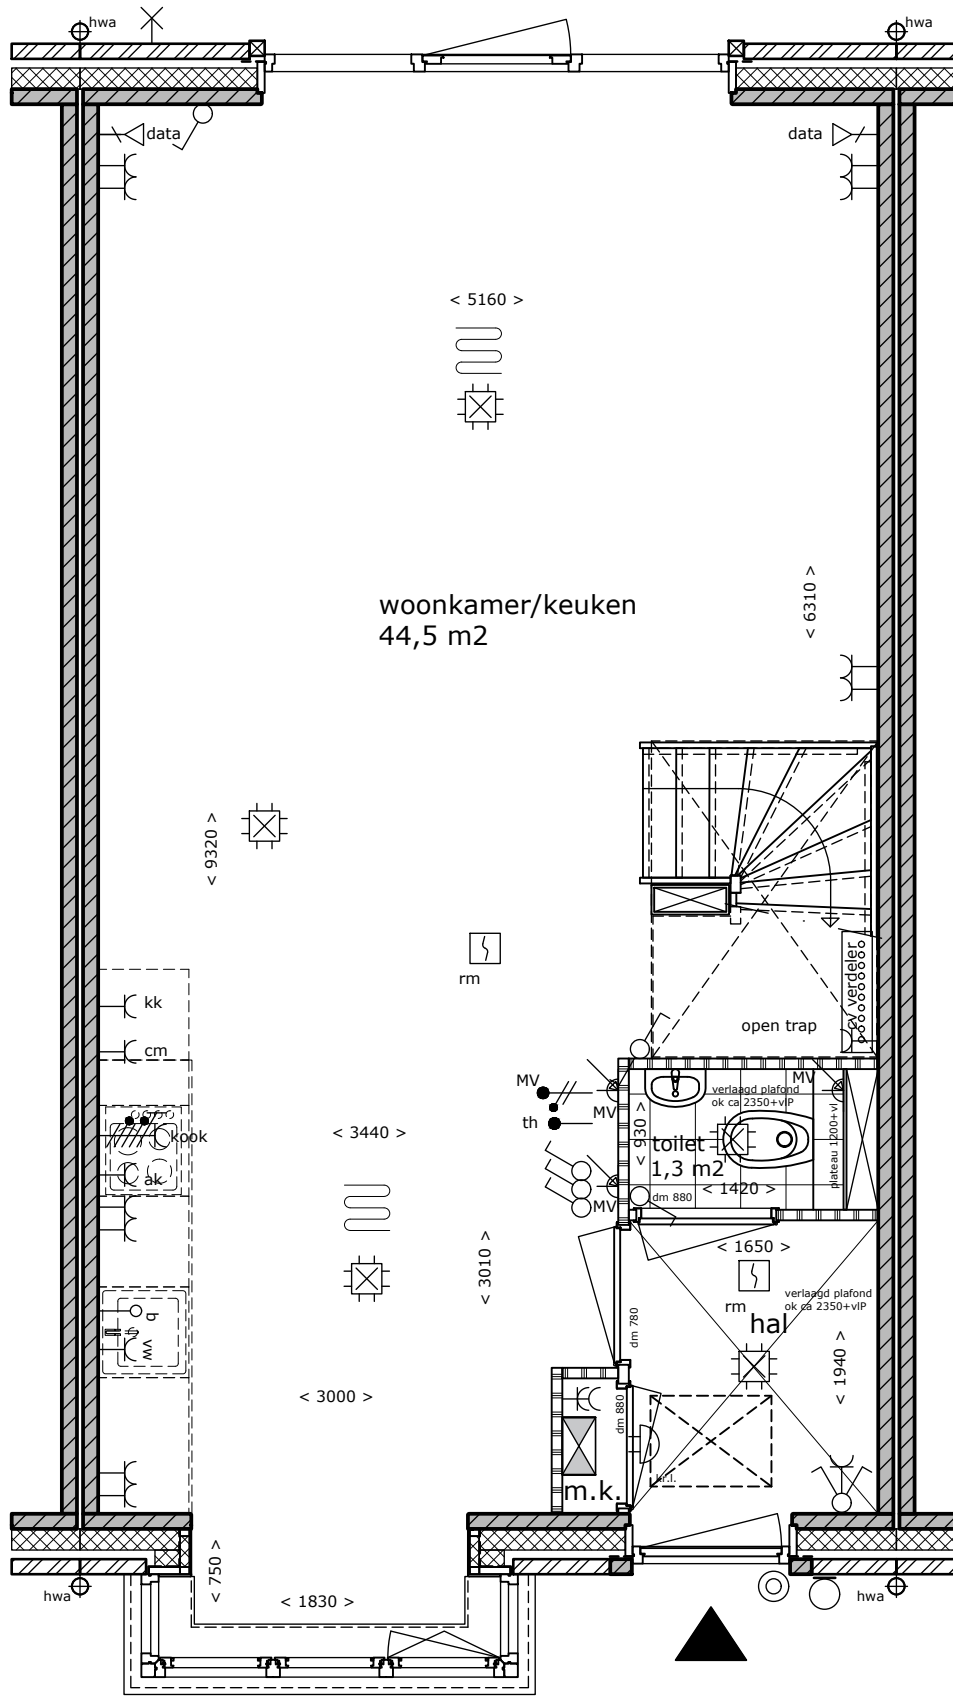 hwa
hwa
data
data
< 5160 >
< 6310 >
woonkamer/keuken
44,5 m2
< 9320 >
rm
cv verdeler
open trap
kk
cm
kook
ak
MV
th
MV
MV
MV
verlaagd plafond
ok ca 2350+vlP
< 930 >
toilet
1,3 m2
plateau 1200+vl
dm 880
< 1420 >
< 3440 >
< 3010 >
< 1650 >
rm
verlaagd plafond
ok ca 2350+vlP
hal
dm 780
< 1940 >
b
vw
< 3000 >
dm 880
kr.l.
m.k.
< 750 >
< 1830 >
hwa
hwa